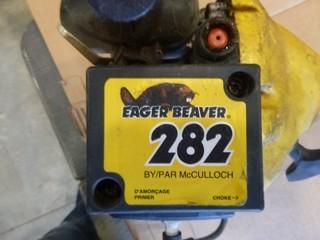 EAGER BEAVER®
282
BY/PAR McCULLOCH
D'AMORÇAGE
PRIMER CHOKE->